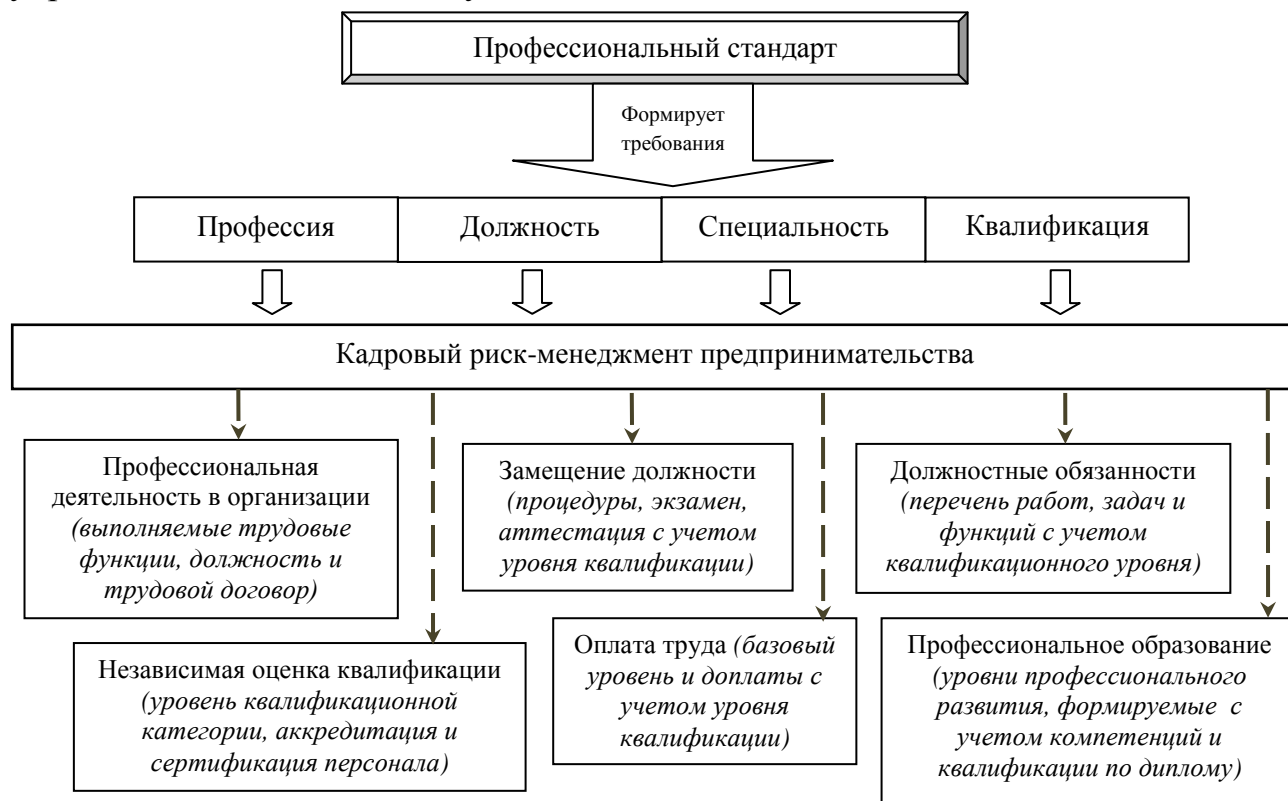 Профессиональный стандарт
Формирует
требования
Профессия
Должность
Специальность
Квалификация
Кадровый риск-менеджмент предпринимательства
Профессиональная
деятельность в организации
(выполняемые трудовые
функции, должность и
трудовой договор)
Замещение должности
(процедуры, экзамен,
аттестация с учетом
уровня квалификации)
Должностные обязанности
(перечень работ, задач и
функций с учетом
квалификационного уровня)
Независимая оценка квалификации
(уровень квалификационной
категории, аккредитация и
сертификация персонала)
Оплата труда (базовый
уровень и доплаты с
учетом уровня
квалификации)
Профессиональное образование
(уровни профессионального
развития, формируемые с
учетом компетенций и
квалификации по диплому)